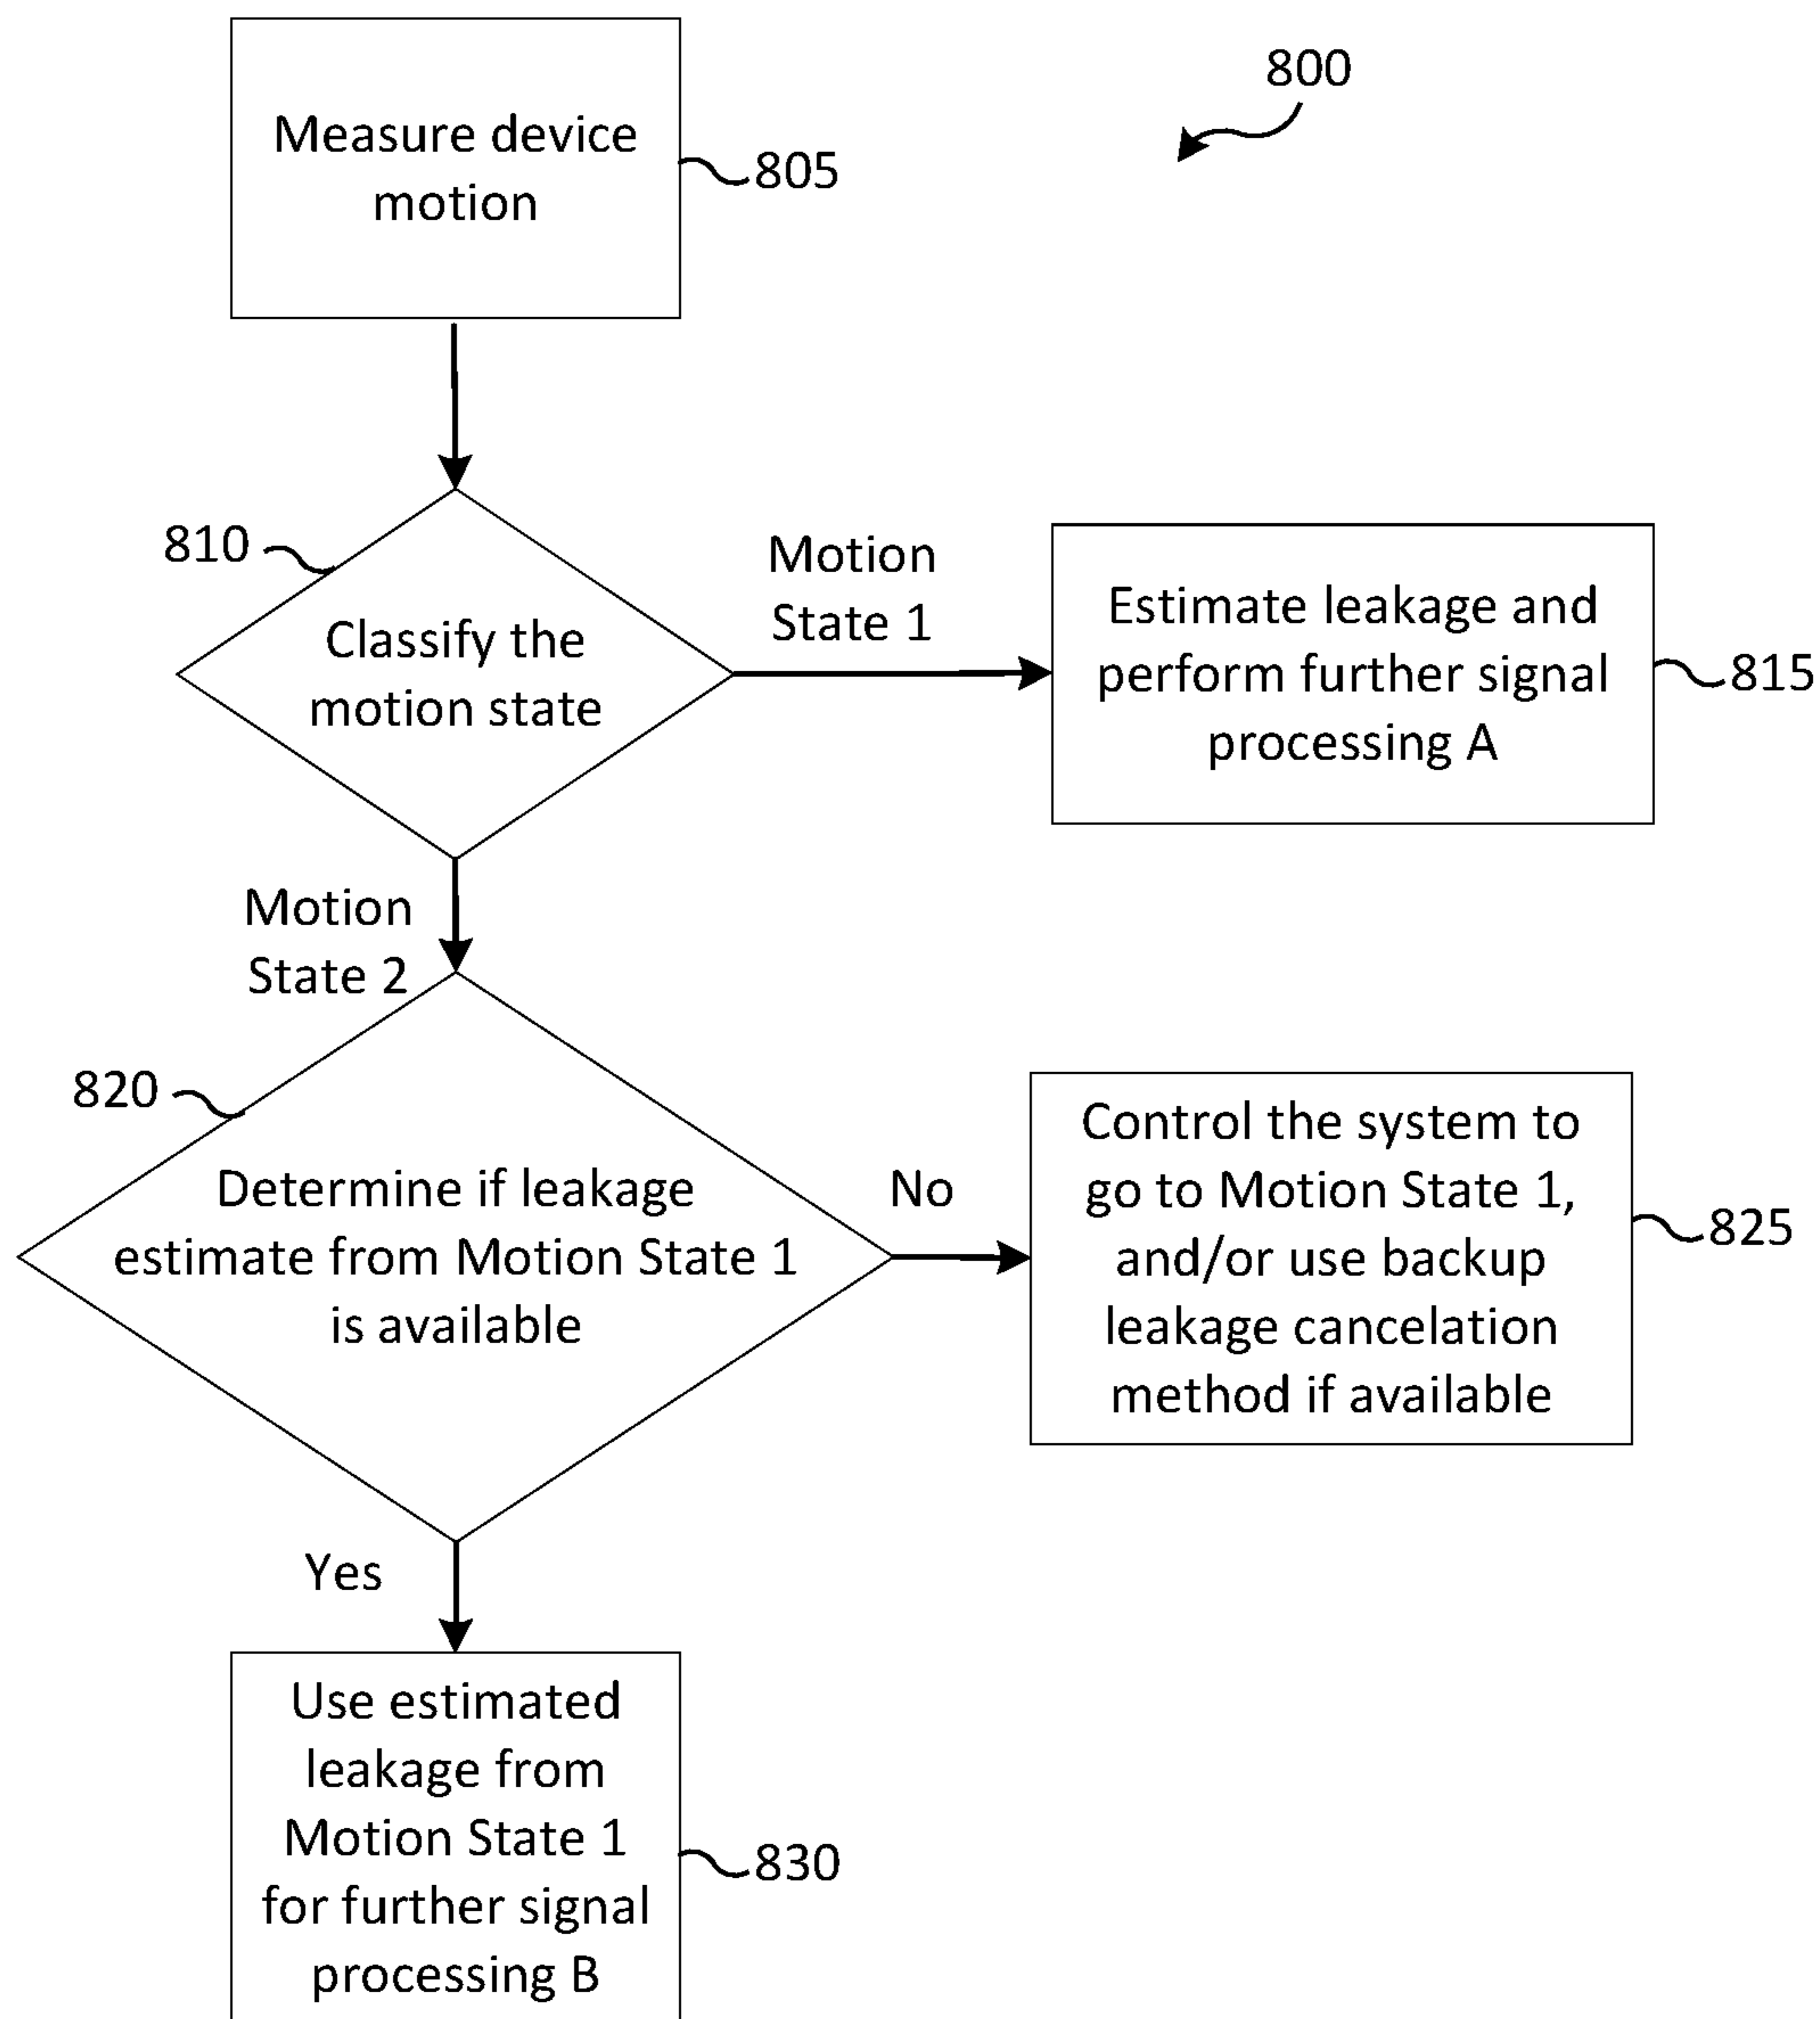 800
Measure device
motion
805
810
Classify the
motion state
Motion
State 1
Estimate leakage and
perform further signal
processing A
815
Motion
State 2
820
Determine if leakage
estimate from Motion State 1
is available
No
Control the system to
go to Motion State 1,
and/or use backup
leakage cancelation
method if available
825
Yes
Use estimated
leakage from
Motion State 1
for further signal
processing B
830